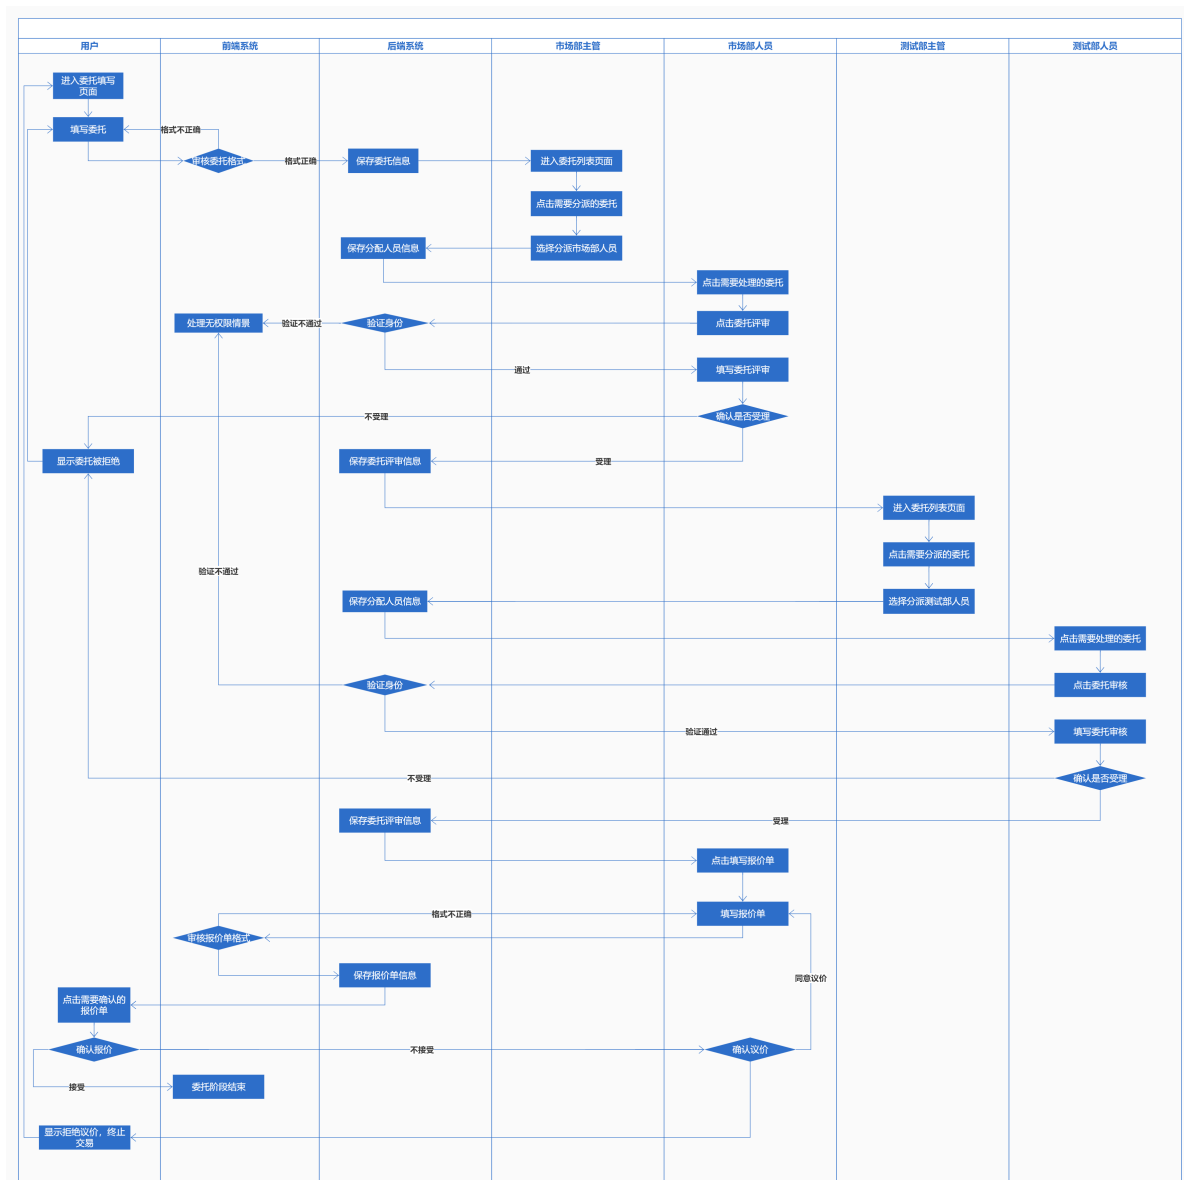 用户
前端系统
后端系统
市场部主管
市场部人员
测试部主管
测试部人员
进入委托填写
页面
填写委托
格式不正确
审核委托格式
格式正确
保存委托信息
进入委托列表页面
点击需要分派的委托
保存分配人员信息
选择分派市场部人员
点击需要处理的委托
处理无权限情景
验证不通过
验证身份
点击委托评审
通过
填写委托评审
不受理
确认是否受理
显示委托被拒绝
保存委托评审信息
受理
进入委托列表页面
点击需要分派的委托
验证不通过
保存分配人员信息
选择分派测试部人员
点击需要处理的委托
验证身份
点击委托审核
验证通过
填写委托审核
不受理
确认是否受理
保存委托评审信息
受理
点击填写报价单
格式不正确
填写报价单
审核报价单格式
保存报价单信息
同意议价
点击需要确认的
报价单
确认报价
不接受
确认议价
接受
委托阶段结束
显示拒绝议价，终止
交易